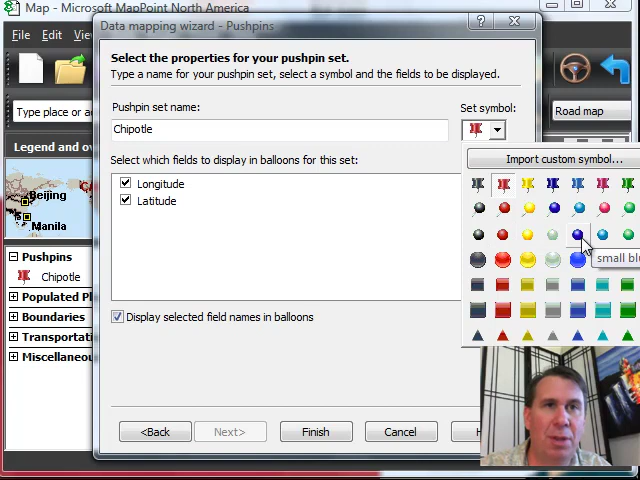 Map - Microsoft MapPoint North America
File Edit
Data mapping wizard - Pushpins
Select the properties for your pushpin set.
Type a name for your pushpin set, select a symbol and the fields to be displayed.
Pushpin set name:
Set symbol:
Chipotle
Select which fields to display in balloons for this set:
Longitude
Latitude
Display selected field names in balloons
<Back
Next>
Finish
Cancel
H
Import custom symbol...
small blu
Type place or ad
Road map
Legend and ov
Beijing
Manila
Pushpins
Chipotle
Populated Pl
Boundaries
Transportati
Miscellaneou